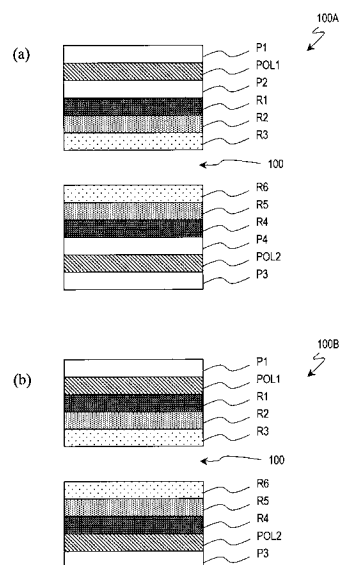 100A
(a)
P1
POL1
P2
R1
R2
R3
100
R6
R5
R4
P4
POL2
P3
100B
(b)
P1
POL1
R1
R2
R3
100
R6
R5
R4
POL2
P3